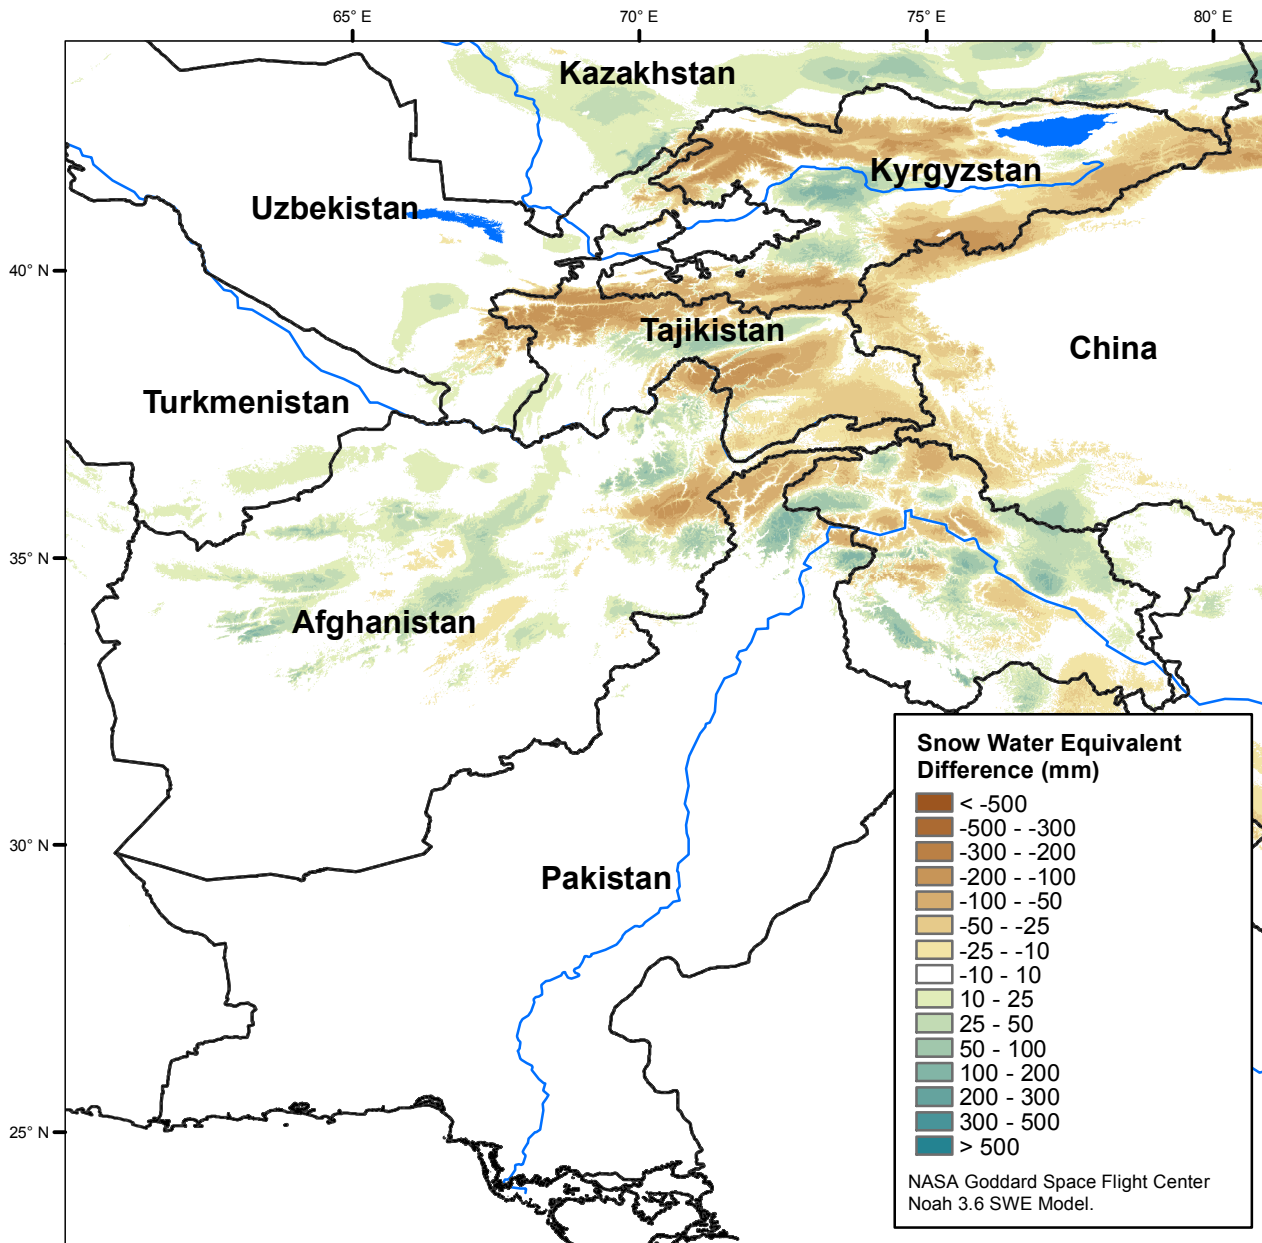 65° E
70° E
75° E
80° E
Kazakhstan
Kyrgyzstan
Uzbekistan
40° N
Tajikistan
China
Turkmenistan
35° N
Afghanistan
Snow Water Equivalent
Difference (mm)
< -500
-500 - -300
-300 - -200
-200 - -100
-100 - -50
-50 - -25
-25 - -10
-10 - 10
10 - 25
25 - 50
50 - 100
100 - 200
200 - 300
300 - 500
> 500
NASA Goddard Space Flight Center
Noah 3.6 SWE Model.
30° N
Pakistan
25° N